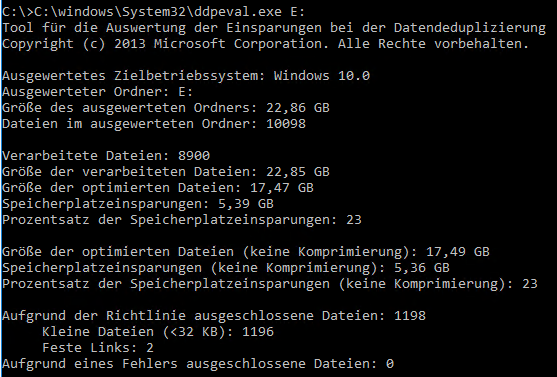 C:\>C:\windows\System32\ddpeval.exe E:
Tool für die Auswertung der Einsparungen bei der Datendeduplizierung
Copyright (c) 2013 Microsoft Corporation. Alle Rechte vorbehalten.
Ausgewertetes Zielbetriebssystem: Windows 10.0
Ausgewerteter Ordner: E:
Größe des ausgewerteten Ordners: 22,86 GB
Dateien im ausgewerteten Ordner: 10098
Verarbeitete Dateien: 8900
Größe der verarbeiteten Dateien: 22,85 GB
Größe der optimierten Dateien: 17,47 GB
Speicherplatzeinsparungen: 5,39 GB
Prozentsatz der Speicherplatzeinsparungen: 23
Größe der optimierten Dateien (keine Komprimierung): 17,49 GB
Speicherplatzeinsparungen (keine Komprimierung): 5,36 GB
Prozentsatz der Speicherplatzeinsparungen (keine Komprimierung): 23
Aufgrund der Richtlinie ausgeschlossene Dateien: 1198
Kleine Dateien (<32 KB): 1196
Feste Links: 2
Aufgrund eines Fehlers ausgeschlossene Dateien: 0